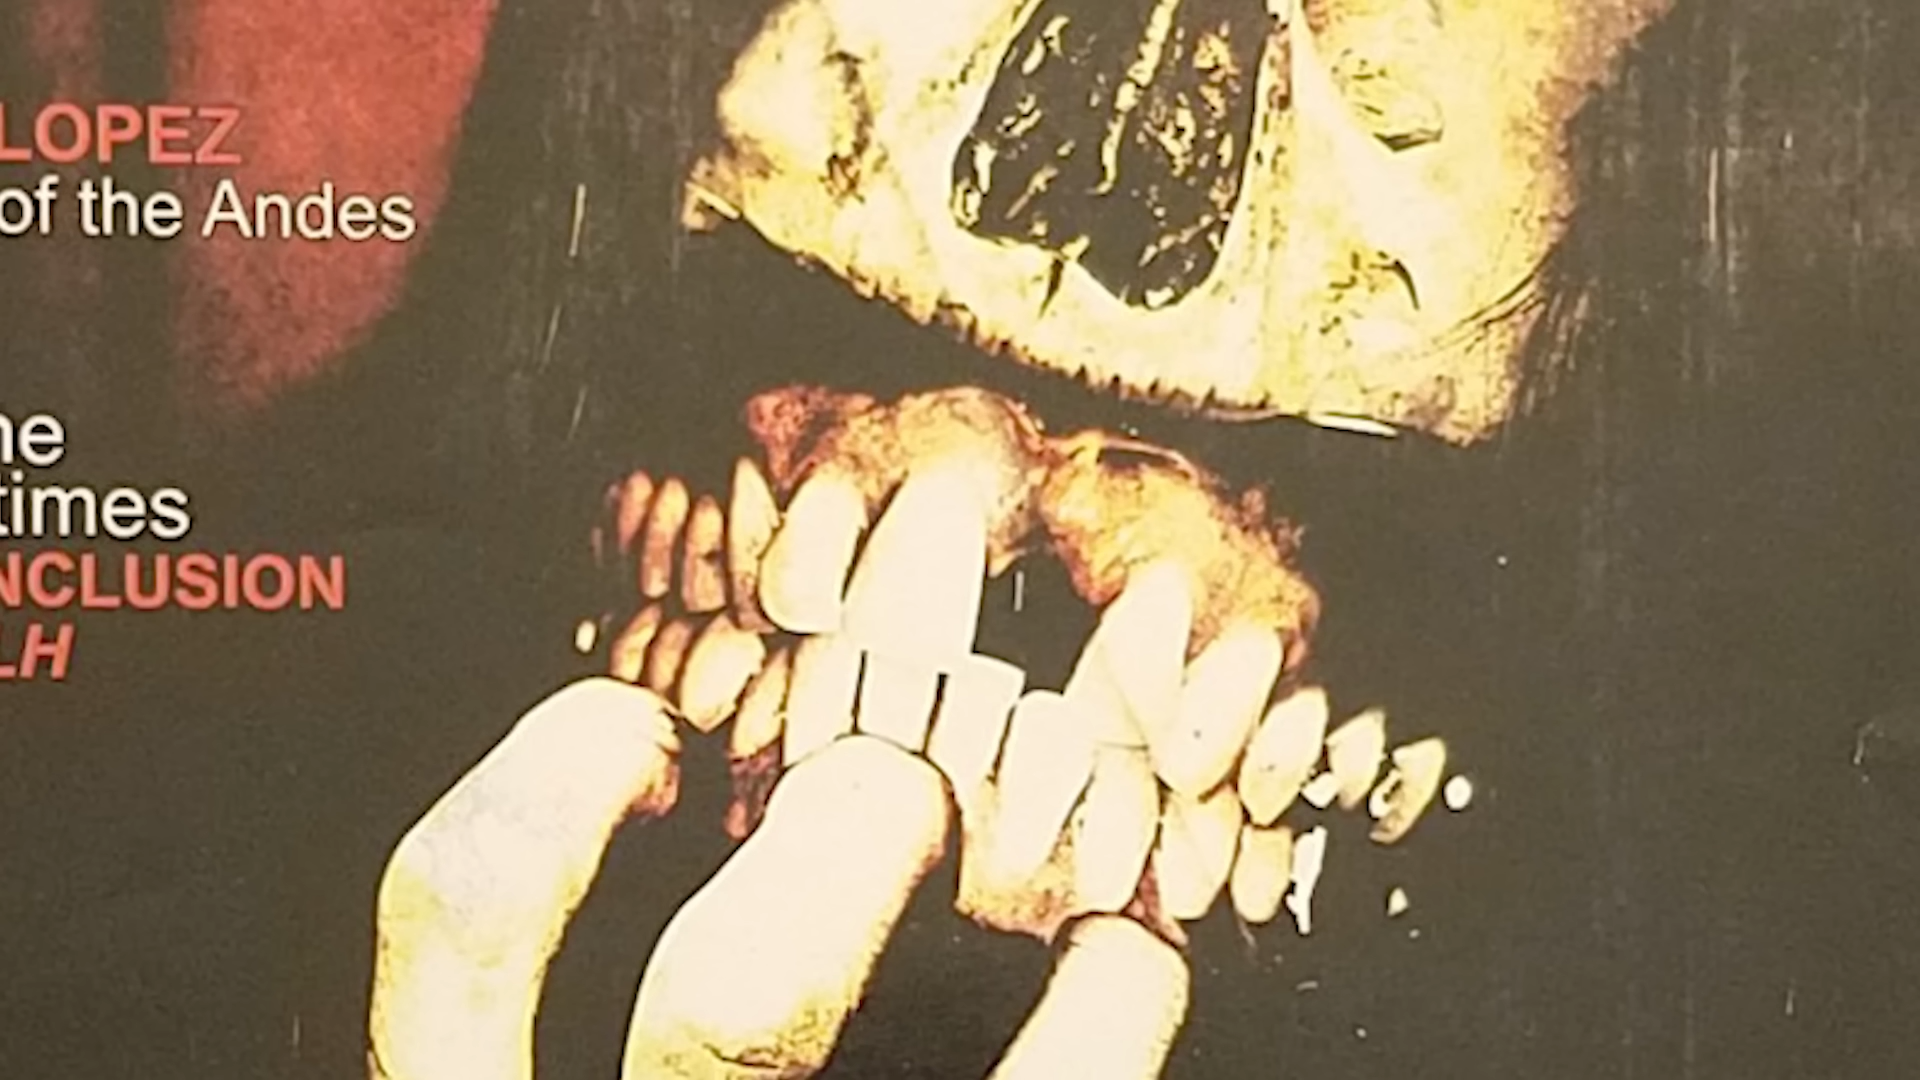 LOPEZ
of the Andes
he
times
NCLUSION
LH